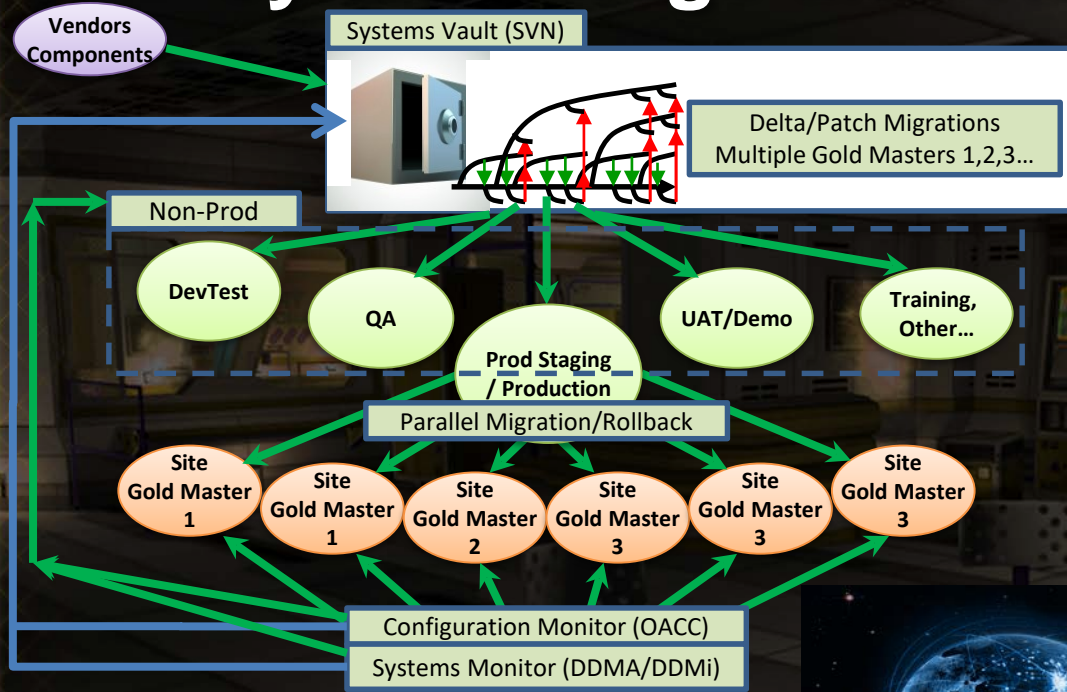 Vendors
Components
Systems Vault (SVN)
Delta/Patch Migrations
Multiple Gold Masters 1,2,3…
Non-Prod
DevTest
QA
UAT/Demo
Training,
Other…
Prod Staging
/ Production
Parallel Migration/Rollback
Site
Gold Master
1
Site
Gold Master
1
Site
Gold Master
2
Site
Gold Master
3
Site
Gold Master
3
Site
Gold Master
3
Configuration Monitor (OACC)
Systems Monitor (DDMA/DDMi)